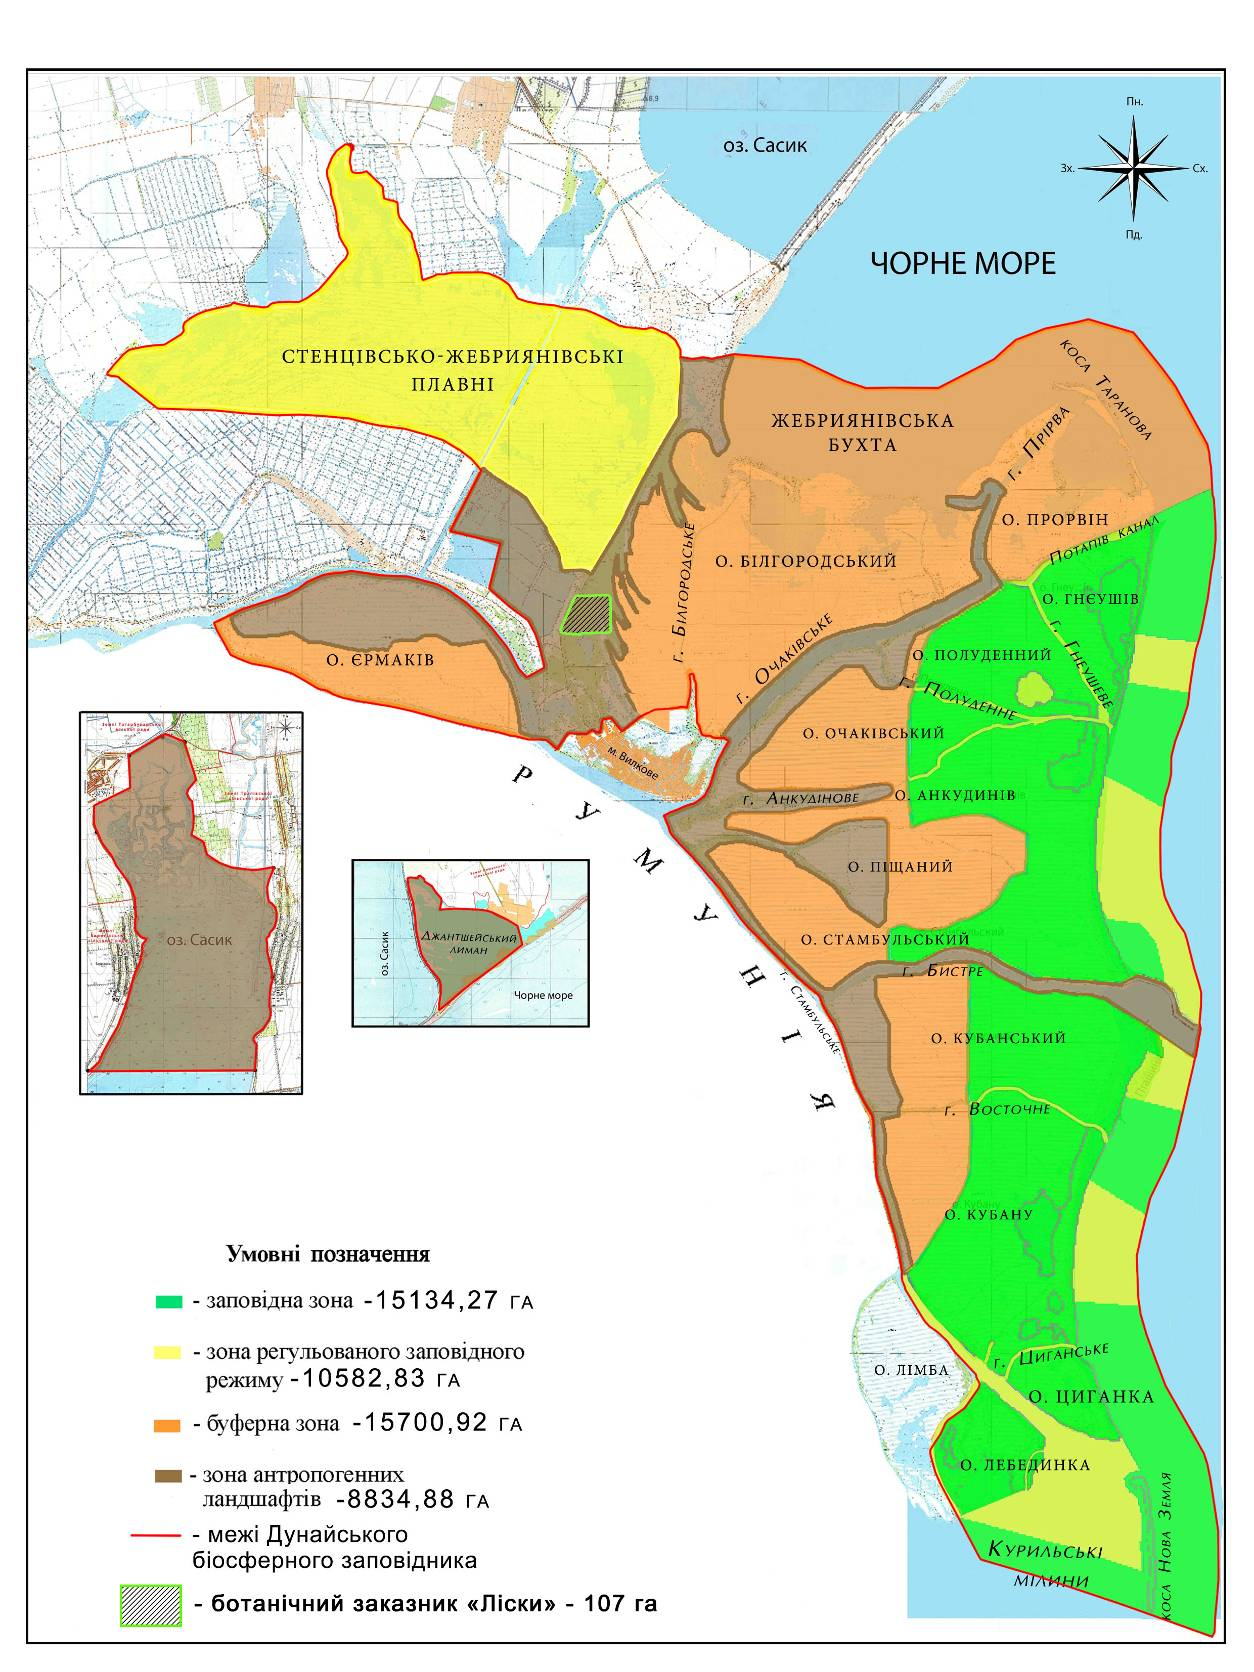 Пн.
Зх.
Сх.
Пд.
оз. Сасик
ЧОРНЕ МОРЕ
СТЕНЦІВСЬКО-ЖЕБРИЯНІВСЬКІ
ПЛАВНІ
КОСА ТАРАНОВА
ЖЕБРИЯНІВСЬКА
БУХТА
г. ПРІРВА
О. ПРОРВІН
ПОТАПІВ КАНАЛ
О. БІЛГОРОДСЬКИЙ
г. БІЛГОРОДСЬКЕ
О. ГНЄУШІВ
г. ГНЕУШЕВЕ
г. ОЧАКІВСЬКЕ
О. ПОЛУДЕННИЙ
г. ПОЛУДЕННЕ
О. ЄРМАКІВ
О. ОЧАКІВСЬКИЙ
м. Вилкове
г. АНКУДІНОВЕ
О. АНКУДИНІВ
О. ПІЩАНИЙ
О. СТАМБУЛЬСЬКИЙ
г. БИСТРЕ
г. СТАМБУЛЬСЬКЕ
РУМУНІЯ
О. КУБАНСЬКИЙ
г. ВОСТОЧНЕ
О. КУБАНУ
г. ЦИГАНСЬКЕ
О. ЛІМБА
О. ЦИГАНКА
О. ЛЕБЕДИНКА
КУРИЛЬСЬКІ
МІЛИНИ
КОСА НОВА ЗЕМЛЯ
оз. Сасик
ДЖАНТШЕЙСЬКИЙ
ЛИМАН
оз. Сасик
Чорне море
Умовні позначення
- заповідна зона -15134,27 ГА
- зона регульованого заповідного
режиму -10582,83 ГА
- буферна зона -15700,92 ГА
- зона антропогенних
ландшафтів -8834,88 ГА
- межі Дунайського
біосферного заповідника
- ботанічний заказник «Ліски» - 107 га